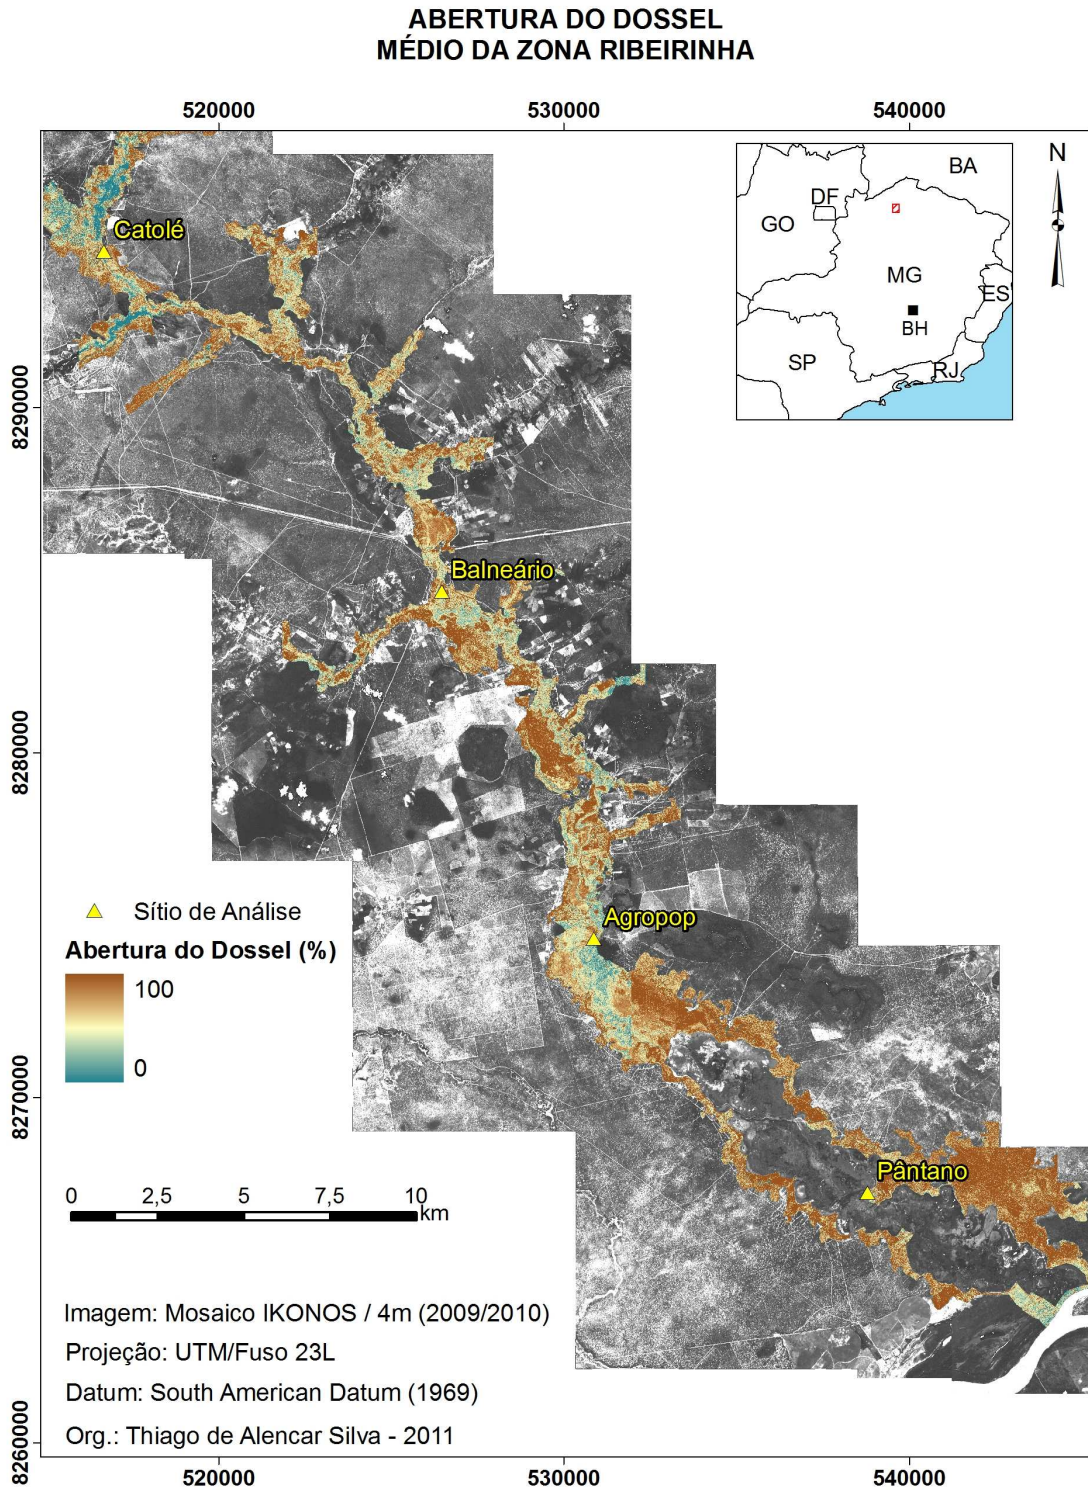 ABERTURA DO DOSSEL
MÉDIO DA ZONA RIBEIRINHA
520000
530000
540000
N
BA
DF
GO
MG
ES
BH
SP
RJ
Catolé
8290000
Balneário
8280000
Agropop
Sítio de Análise
Abertura do Dossel (%)
100
0
8270000
Pântano
0 2,5 5 7,5 10
km
Imagem: Mosaico IKONOS / 4m (2009/2010)
Projeção: UTM/Fuso 23L
Datum: South American Datum (1969)
Org.: Thiago de Alencar Silva - 2011
8260000
520000
530000
540000